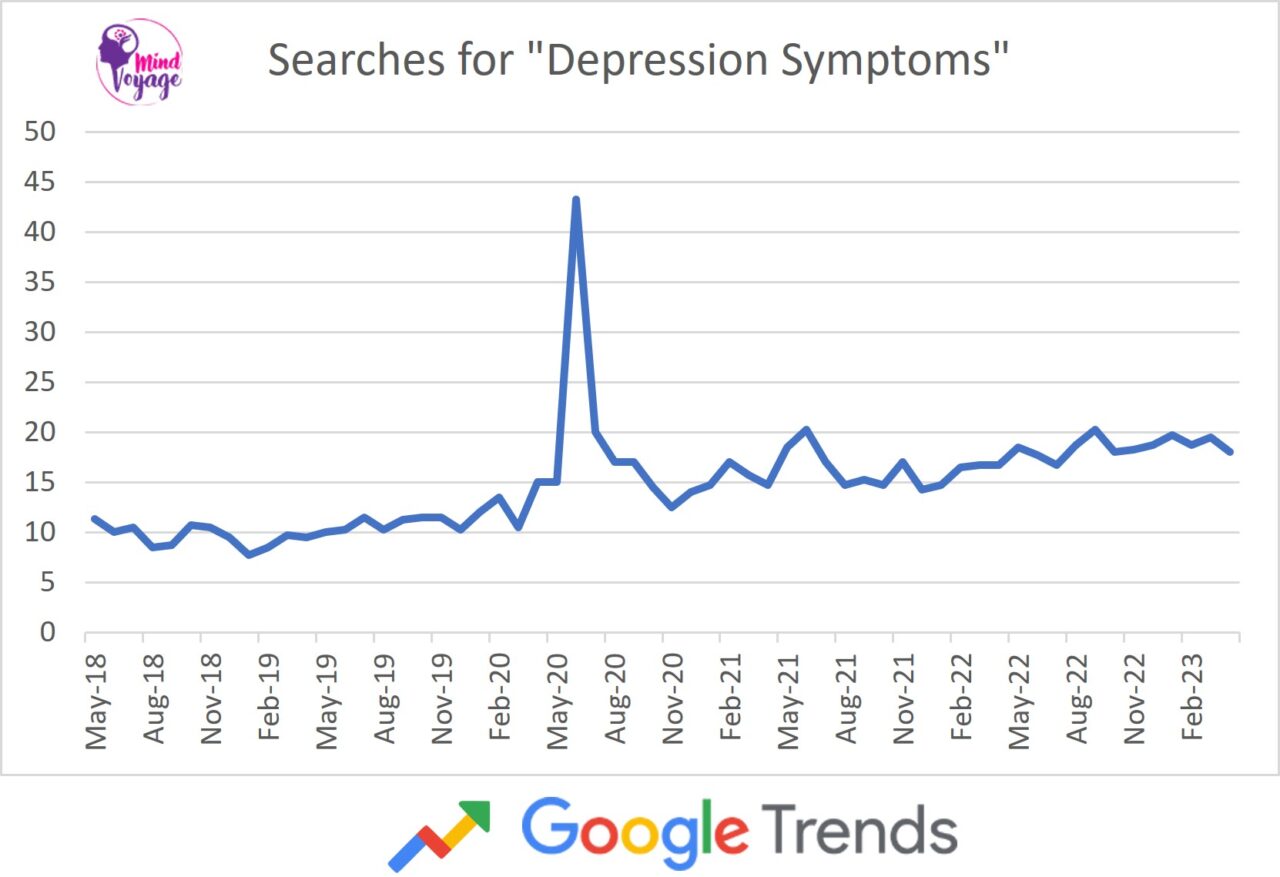 Mind
Voyage
Searches for "Depression Symptoms"
50
45
40
35
30
25
20
15
10
5
0
May-18
Aug-18
Nov-18
Feb-19
May-19
Aug-19
Nov-19
Feb-20
May-20
Aug-20
Nov-20
Feb-21
May-21
Aug-21
Nov-21
Feb-22
May-22
Aug-22
Nov-22
Feb-23
Google Trends